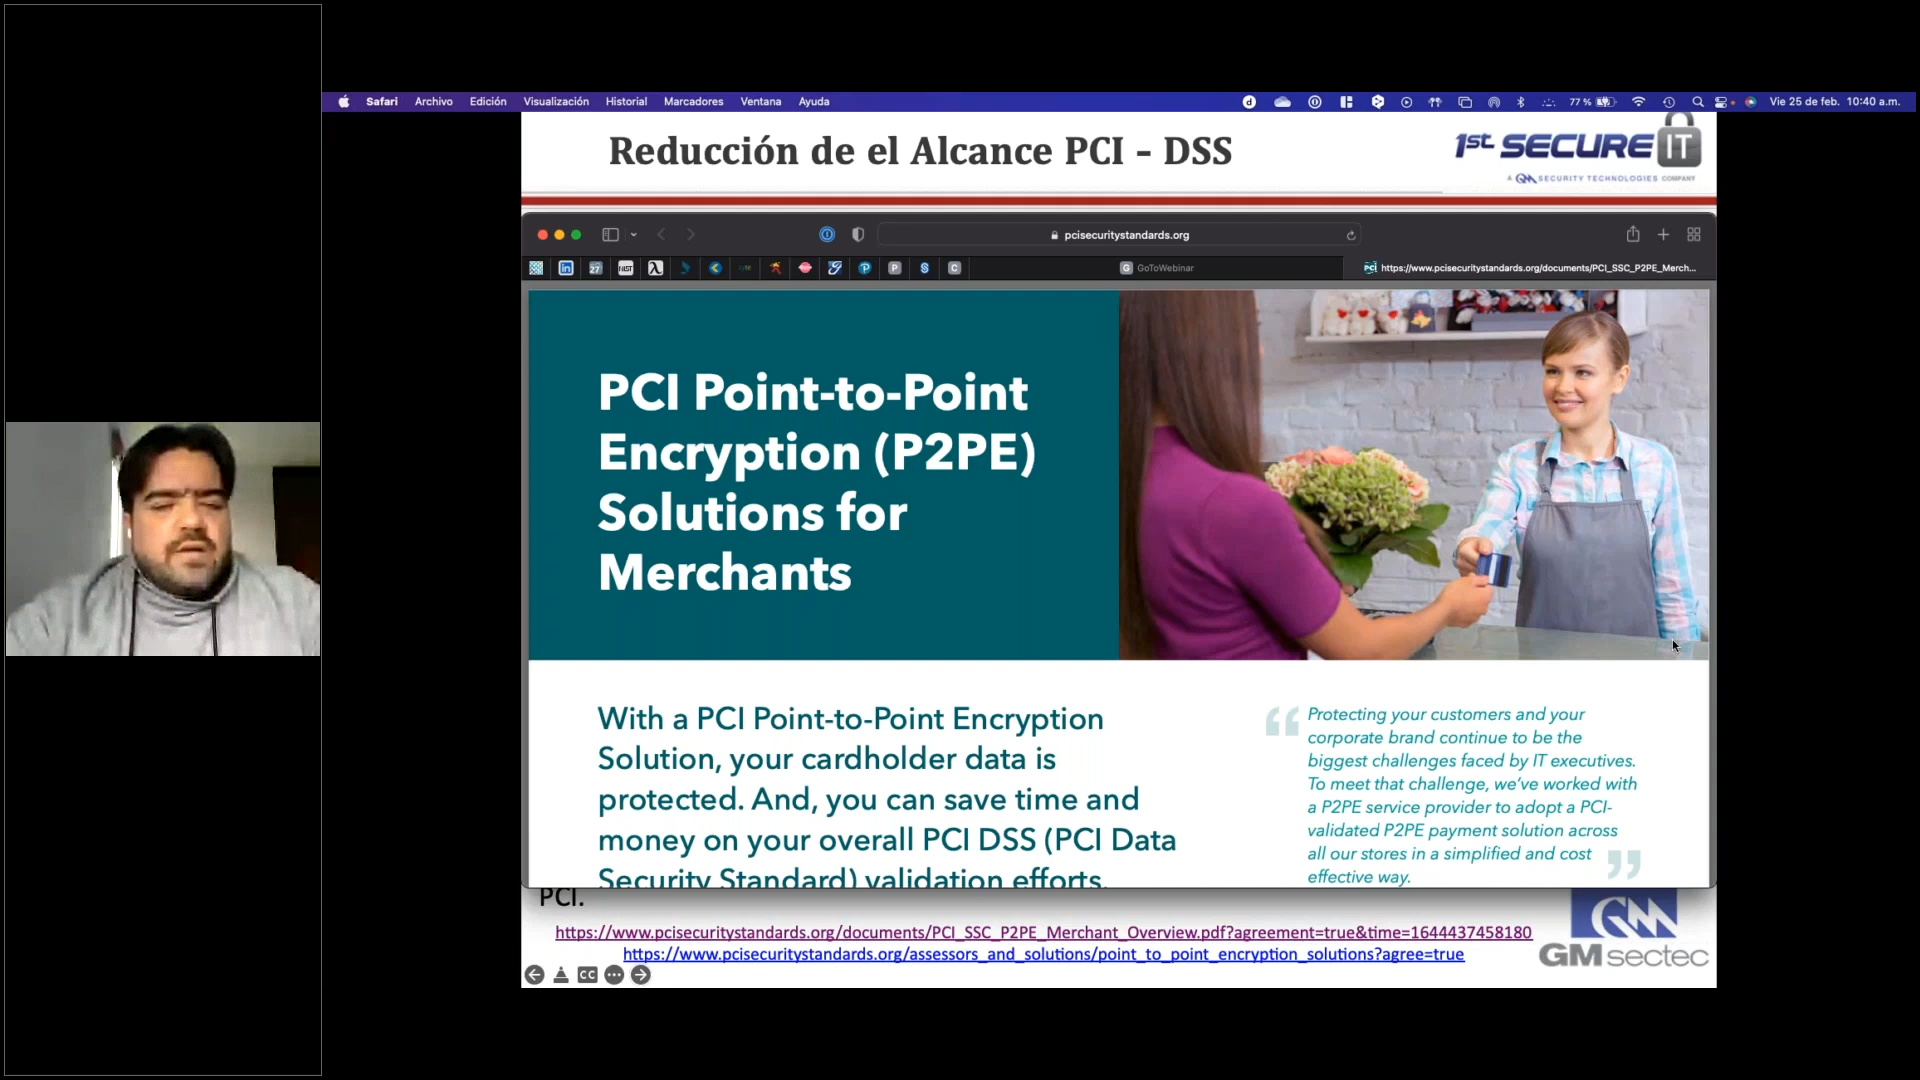 Safari Archivo Edición Visualización Historial Marcadores Ventana Ayuda
77 % Vie 25 de feb. 10:40 a.m.
Reducción de el Alcance PCI - DSS
1st SECURE IT
A GM SECURITY TECHNOLOGIES COMPANY
pcisecuritystandards.org
GoToWebinar
https://www.pcisecuritystandards.org/documents/PCI_SSC_P2PE_Merch...
PCI Point-to-Point
Encryption (P2PE)
Solutions for
Merchants
With a PCI Point-to-Point Encryption
Solution, your cardholder data is
protected. And, you can save time and
money on your overall PCI DSS (PCI Data
Security Standard) validation efforts.
“ Protecting your customers and your
corporate brand continue to be the
biggest challenges faced by IT executives.
To meet that challenge, we’ve worked with
a P2PE service provider to adopt a PCI-
validated P2PE payment solution across
all our stores in a simplified and cost
effective way. ”
PCI.
https://www.pcisecuritystandards.org/documents/PCI_SSC_P2PE_Merchant_Overview.pdf?agreement=true&time=1644437458180
https://www.pcisecuritystandards.org/assessors_and_solutions/point_to_point_encryption_solutions?agree=true
GM sectec
CC